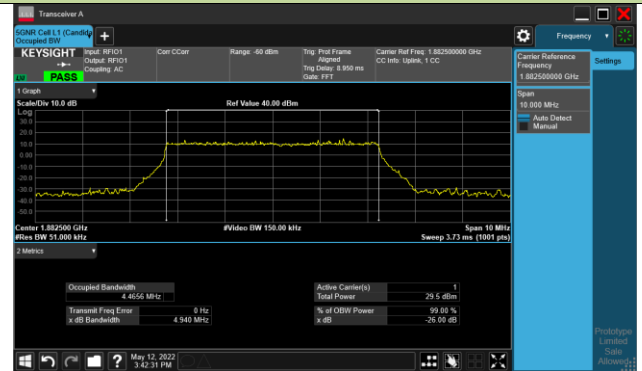 Transceiver A
5GNR Cell L1 (Candid
Occupied BW
Frequency
KEYSIGHT
PASS
Input: RFIO1
Output: RFIO1
Coupling: AC
Corr CCorr
Range: -60 dBm
Trig: Prot Frame
Aligned
Trig Delay: 8.950 ms
Gate: FFT
Carrier Ref Freq: 1.882500000 GHz
CC Info: Uplink, 1 CC
Carrier Reference
Frequency
1.882500000 GHz
Settings
Span
10.000 MHz
Auto Detect
Manual
1 Graph
Scale/Div 10.0 dB
Ref Value 40.00 dBm
Log
30.0
20.0
10.0
0.00
-10.0
-20.0
-30.0
-40.0
-50.0
Center 1.882500 GHz
#Video BW 150.00 kHz
Span 10 MHz
#Res BW 51.000 kHz
Sweep 3.73 ms (1001 pts)
2 Metrics
Occupied Bandwidth
4.4656 MHz
Active Carrier(s) 1
Total Power 29.5 dBm
Transmit Freq Error 0 Hz
x dB Bandwidth 4.940 MHz
% of OBW Power 99.00 %
x dB -26.00 dB
May 12, 2022
3:42:31 PM
Prototype
Limited
Sale
Allowed